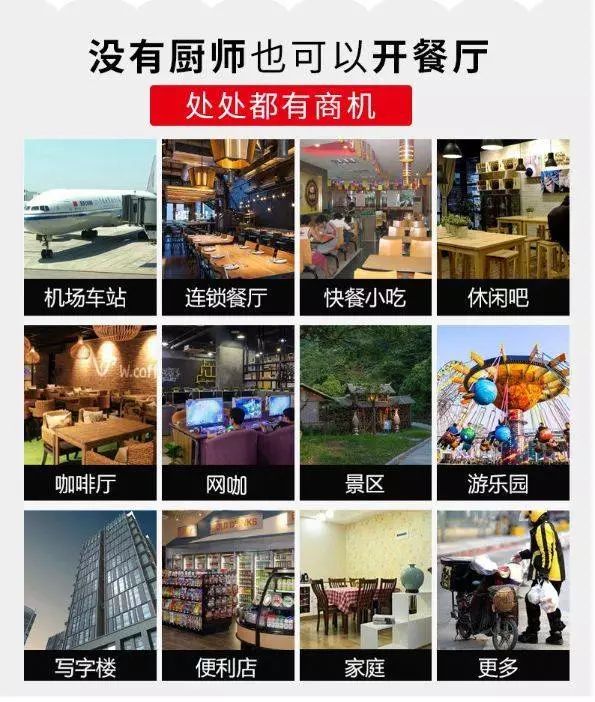 没有厨师也可以开餐厅
处处都有商机
机场车站
连锁餐厅
快餐小吃
休闲吧
W.coff
咖啡厅
网咖
景区
游乐园
写字楼
便利店
家庭
更多